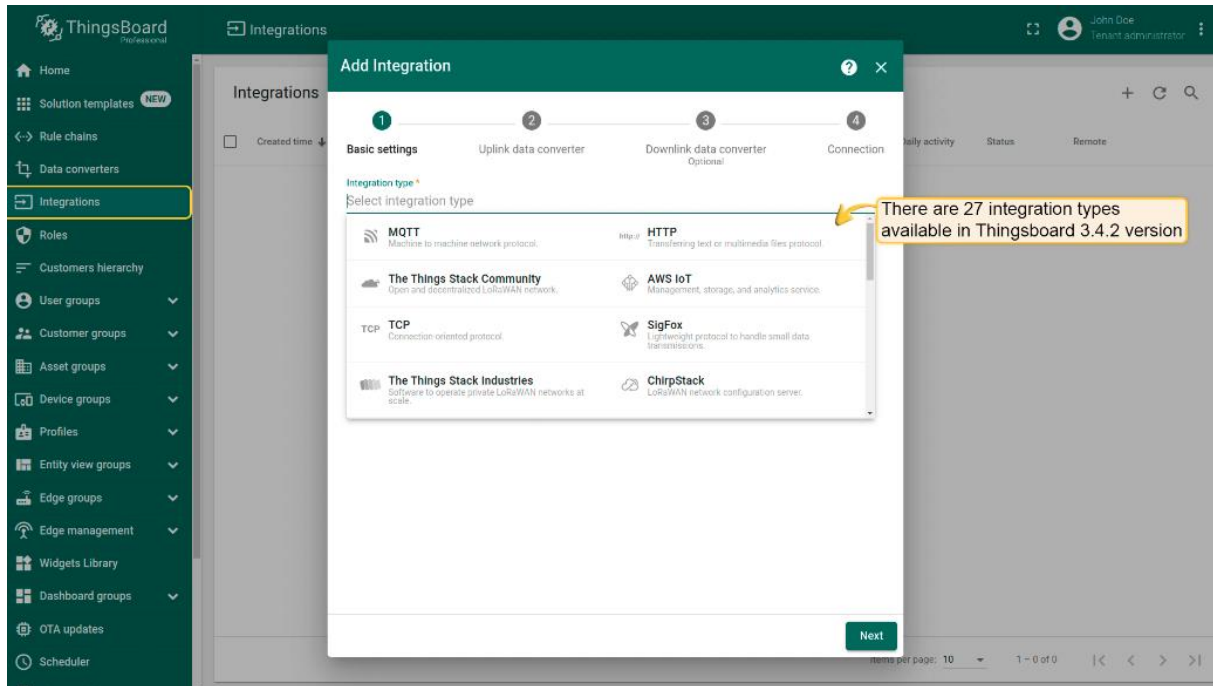 ThingsBoard
Professional
Integrations
John Doe
Tenant administrator
Home
Solution templates NEW
Rule chains
Data converters
Integrations
Roles
Customers hierarchy
User groups
Customer groups
Asset groups
Device groups
Profiles
Entity view groups
Edge groups
Edge management
Widgets Library
Dashboard groups
OTA updates
Scheduler
Integrations
Created time
Daily activity
Status
Remote
Add Integration
?
1
2
3
4
Basic settings
Uplink data converter
Downlink data converter
Optional
Connection
Integration type *
Select integration type
MQTT
Machine to machine network protocol.
http://
HTTP
Transferring text or multimedia files protocol.
The Things Stack Community
Open and decentralized LoRaWAN network.
AWS IoT
Management, storage, and analytics service.
TCP
TCP
Connection oriented protocol.
SigFox
Lightweight protocol to handle small data
transmissions.
The Things Stack Industries
Software to operate private LoRaWAN networks at
scale.
ChirpStack
LoRaWAN network configuration server.
There are 27 integration types
available in Thingsboard 3.4.2 version
Next
Items per page: 10
1 – 0 of 0